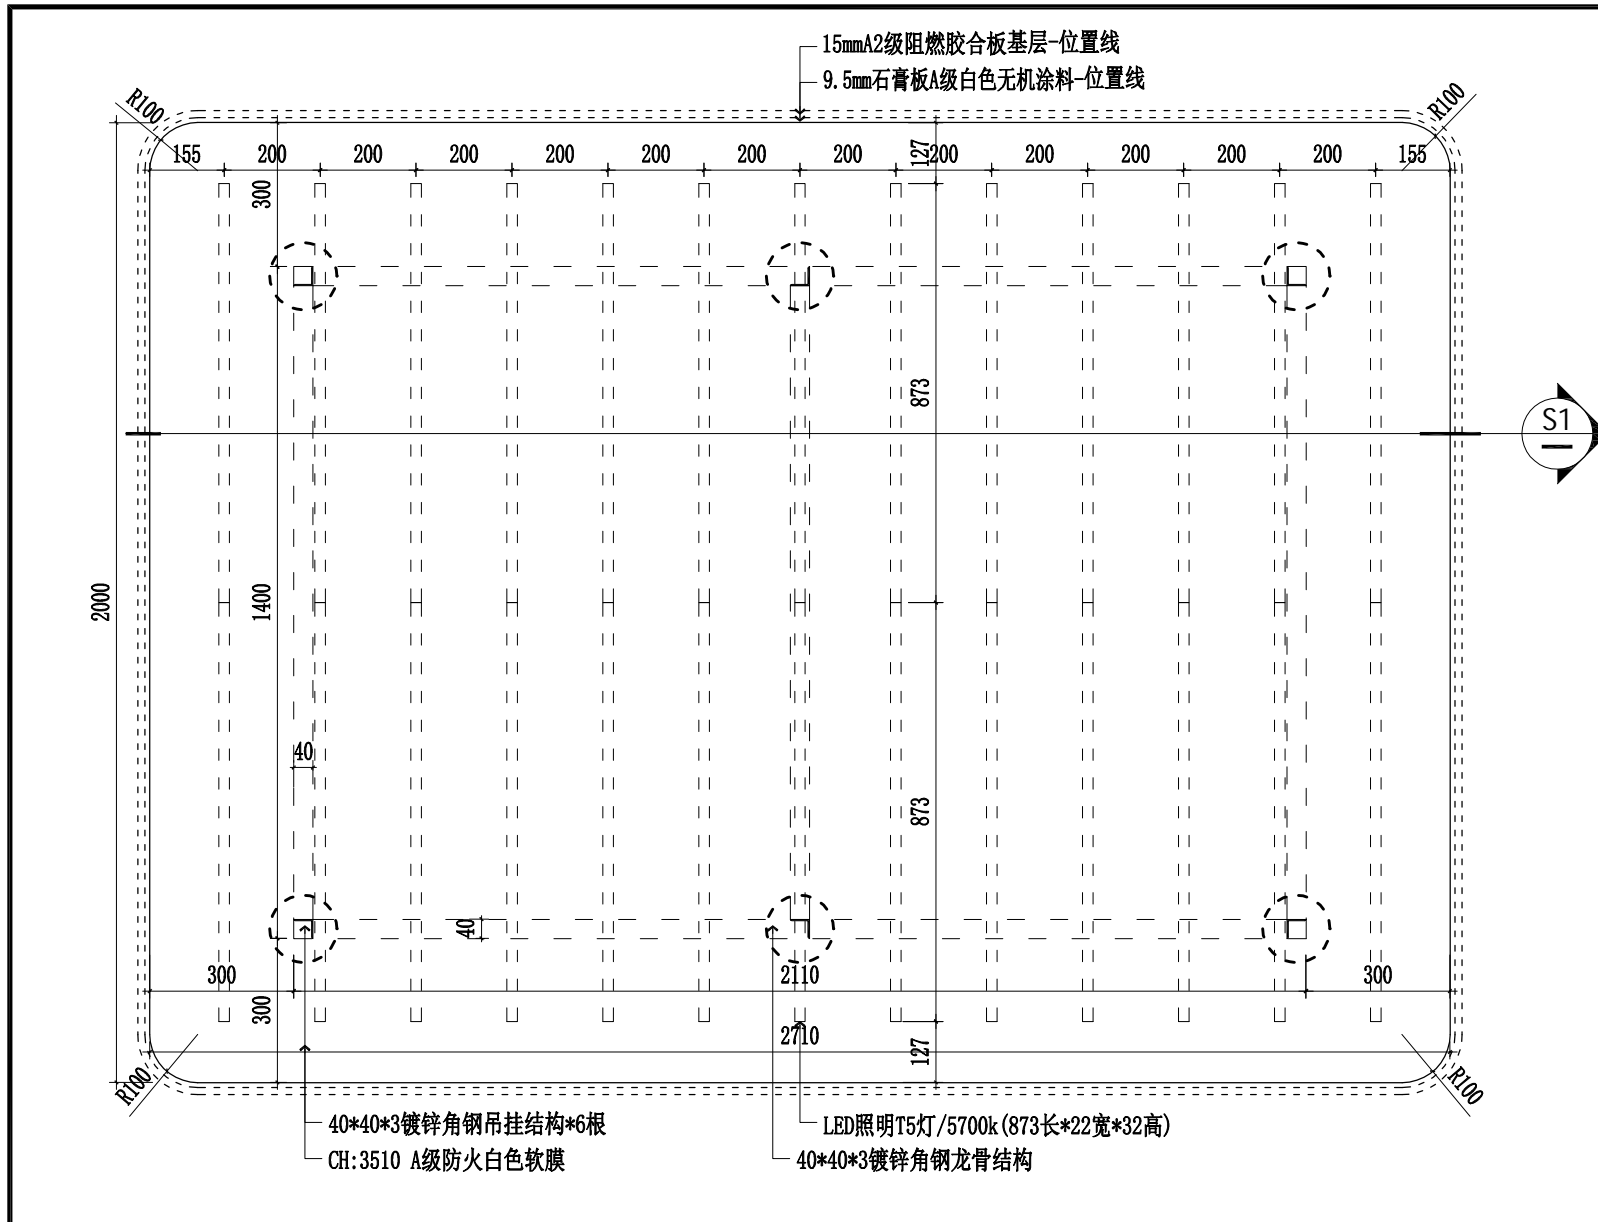 15mmA2级阻燃胶合板基层-位置线
9.5mm石膏板A级白色无机涂料-位置线
R100
R100
155 200 200 200 200 200 200 200 200 200 200 200 200 155
127
300
873
S1
2000
1400
40
873
40
300 2110 300
300
2710
127
R100
R100
40*40*3镀锌角钢吊挂结构*6根
LED照明T5灯/5700k(873长*22宽*32高)
CH:3510 A级防火白色软膜
40*40*3镀锌角钢龙骨结构